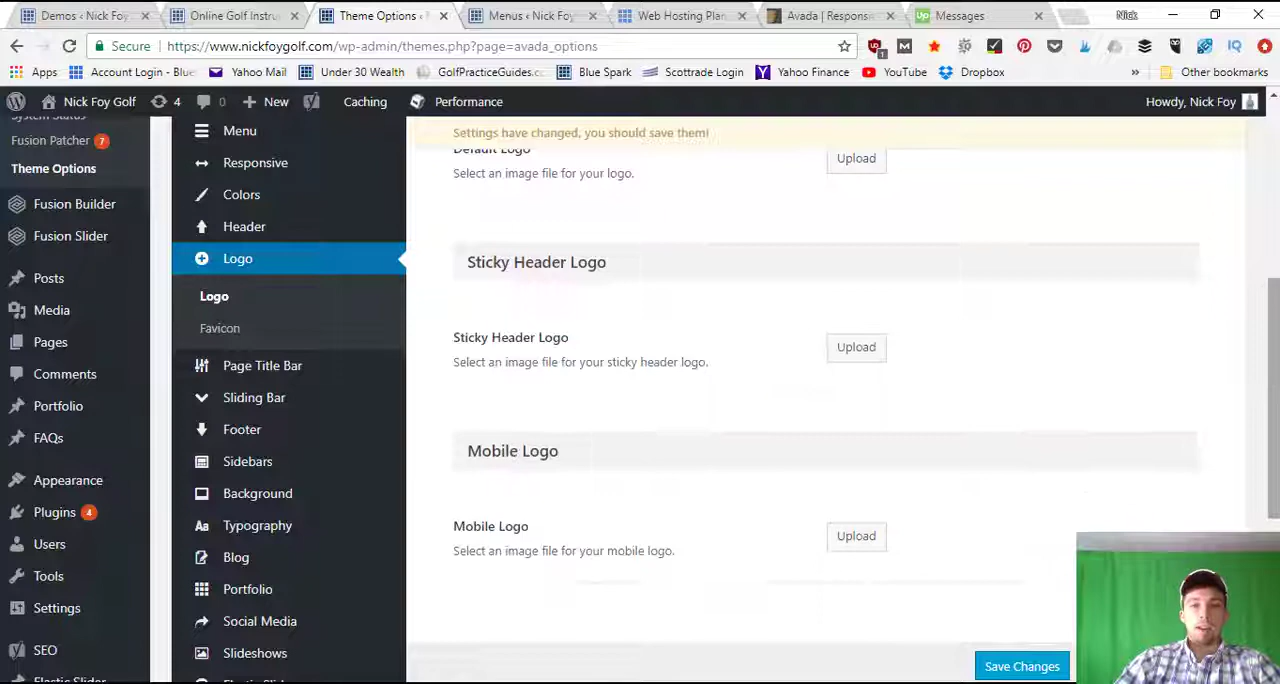 Demos ‹ Nick Foy
Online Golf Instru
Theme Options ‹
Menus ‹ Nick Foy
Web Hosting Plan
Avada | Respons
Up Messages
Nick
Secure
https://www.nickfoygolf.com/wp-admin/themes.php?page=avada_options
Apps
Account Login - Blue
Yahoo Mail
Under 30 Wealth
GolfPracticeGuides.cc
Blue Spark
Scottrade Login
Yahoo Finance
YouTube
Dropbox
»
Other bookmarks
Nick Foy Golf
4
0
New
Caching
Performance
Howdy, Nick Foy
System Status
Fusion Patcher 7
Theme Options
Fusion Builder
Fusion Slider
Posts
Media
Pages
Comments
Portfolio
FAQs
Appearance
Plugins 4
Users
Tools
Settings
SEO
Elastic Slider
Menu
Responsive
Colors
Header
Logo
Logo
Favicon
Page Title Bar
Sliding Bar
Footer
Sidebars
Background
Aa Typography
Blog
Portfolio
Social Media
Slideshows
Settings have changed, you should save them!
Default Logo
Select an image file for your logo.
Upload
Sticky Header Logo
Sticky Header Logo
Select an image file for your sticky header logo.
Upload
Mobile Logo
Mobile Logo
Select an image file for your mobile logo.
Upload
Save Changes